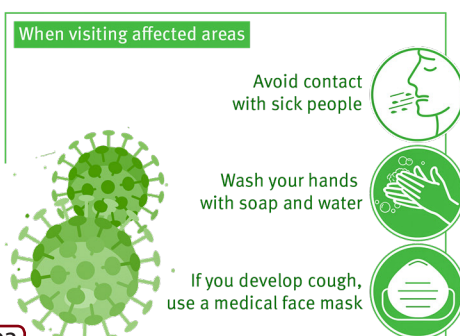 When visiting affected areas
Avoid contact
with sick people
Wash your hands
with soap and water
If you develop cough,
use a medical face mask